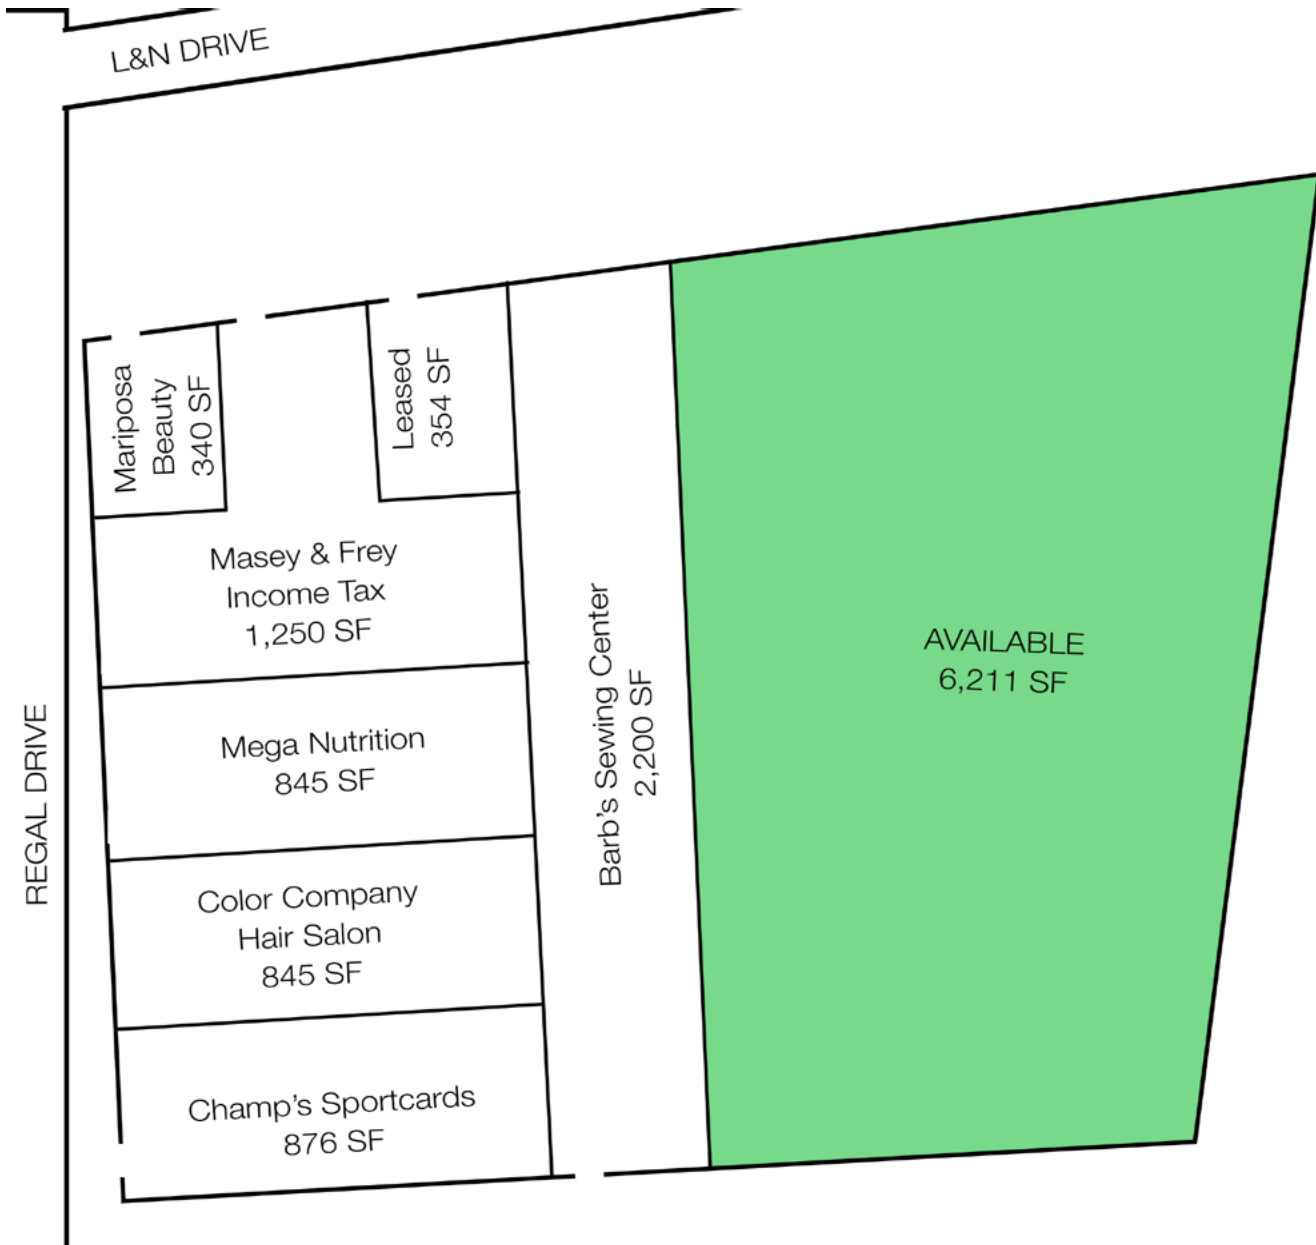 L&N DRIVE
Mariposa
Beauty
340 SF
Leased
354 SF
Masey & Frey
Income Tax
1,250 SF
Mega Nutrition
845 SF
Color Company
Hair Salon
845 SF
Champ's Sportcards
876 SF
Barb's Sewing Center
2,200 SF
AVAILABLE
6,211 SF
REGAL DRIVE